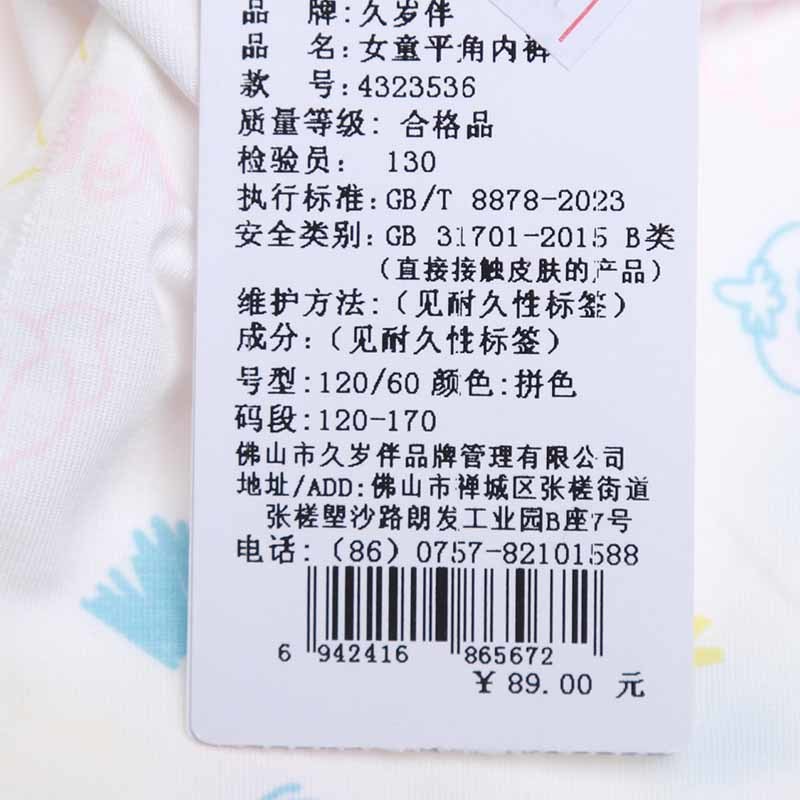 品 牌:久岁伴
品 名:女童平角内裤
款 号:4323536
质量等级: 合格品
检验员: 130
执行标准:GB/T 8878-2023
安全类别:GB 31701-2015 B类
(直接接触皮肤的产品)
维护方法:(见耐久性标签)
成分:(见耐久性标签)
号型:120/60 颜色:拼色
码段:120-170
佛山市久岁伴品牌管理有限公司
地址/ADD:佛山市禅城区张槎街道
张槎塱沙路朗发工业园B座7号
电话:(86)0757-82101588
6 942416 865672
¥ 89.00 元